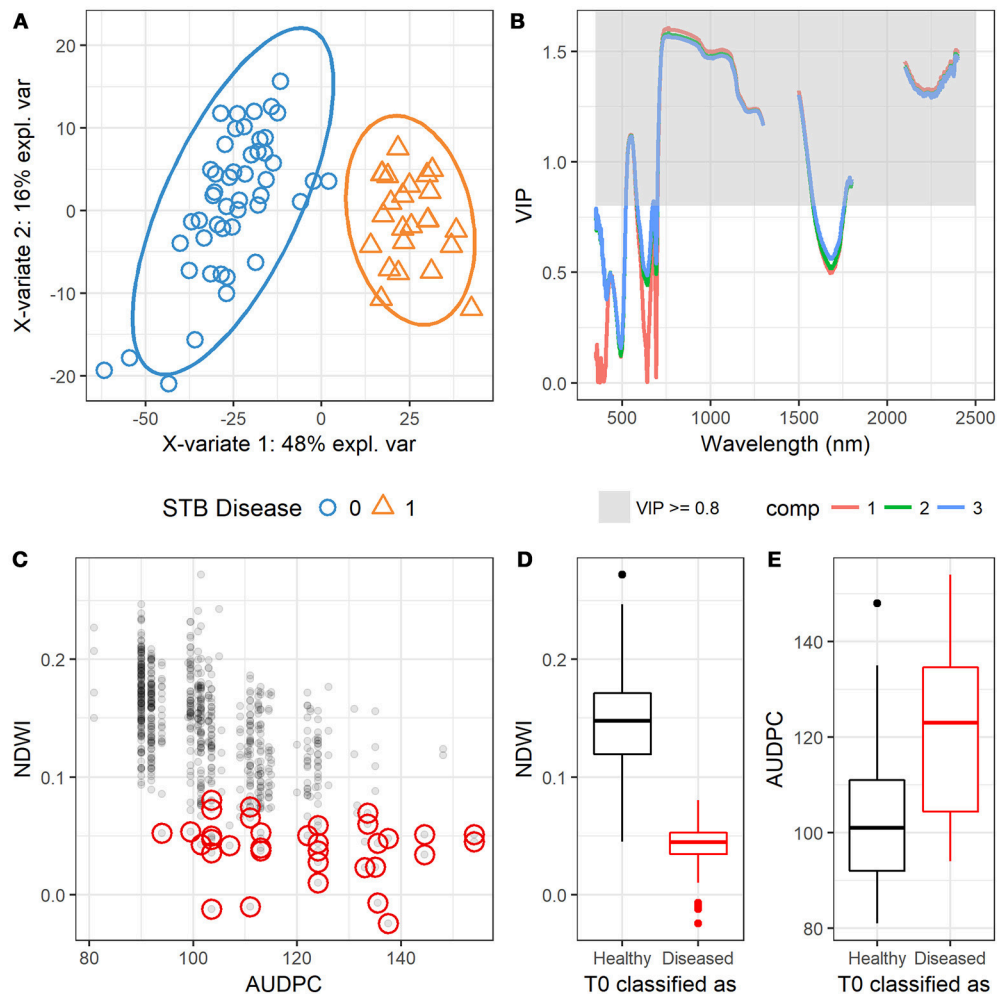 A
X-variate 2: 16% expl. var
20
10
0
-10
-20
-50
-25
0
25
X-variate 1: 48% expl. var
STB Disease
0
1
B
VIP
1.5
1.0
0.5
0.0
500
1000
1500
2000
2500
Wavelength (nm)
VIP >= 0.8
comp
1
2
3
C
NDWI
0.2
0.1
0.0
80
100
120
140
AUDPC
D
NDWI
0.2
0.1
0.0
Healthy Diseased
T0 classified as
E
AUDPC
140
120
100
80
Healthy Diseased
T0 classified as